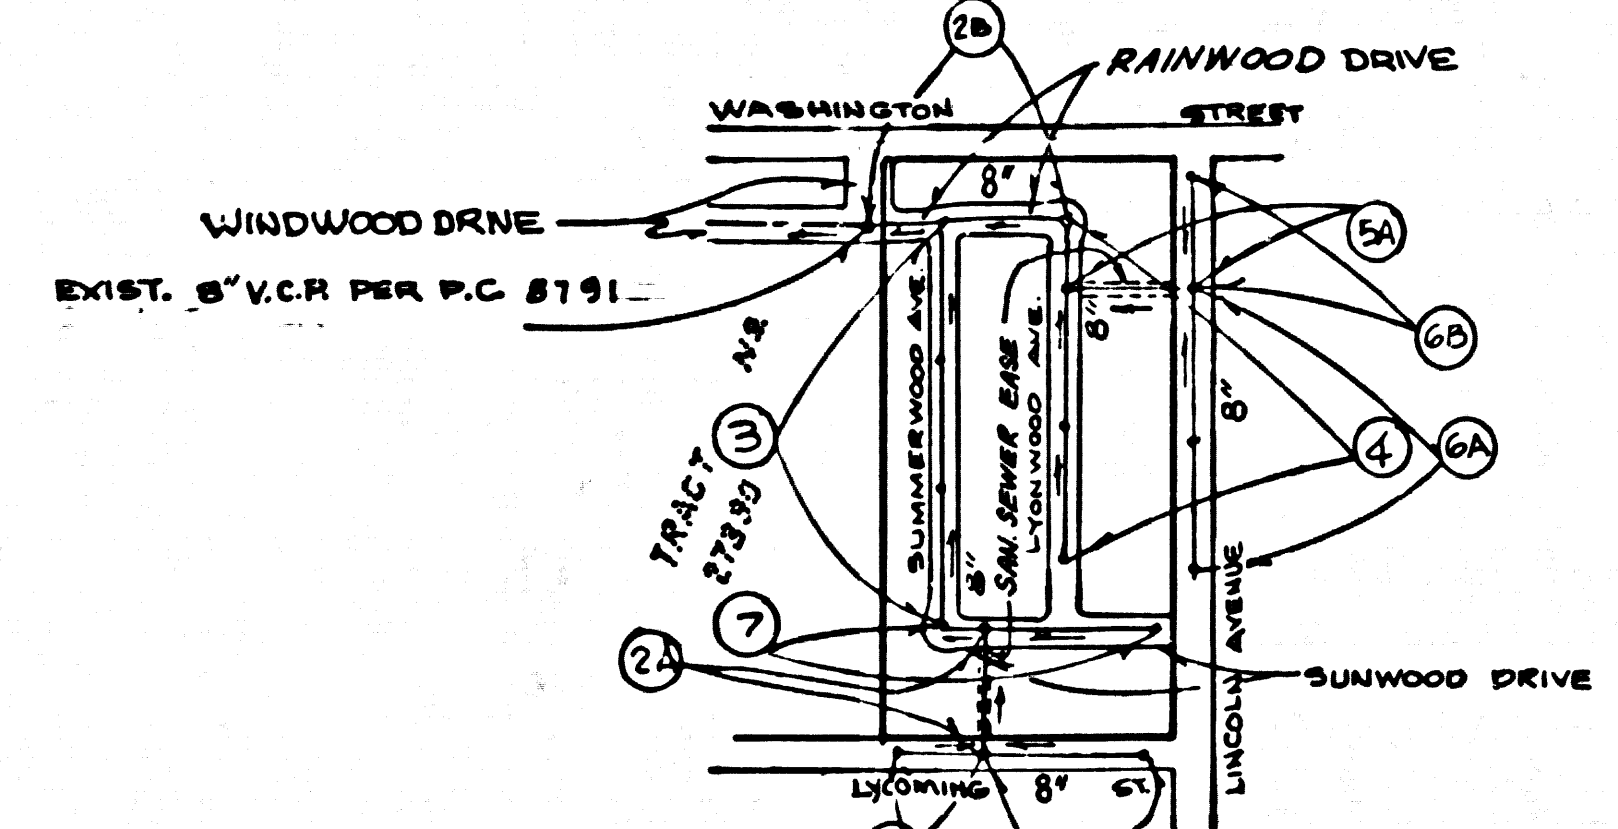 2B
RAINWOOD DRIVE
WASHINGTON STREET
8"
WINDWOOD DRNE
5A
EXIST. 8" V.C.P. PER P.C. 8791
8"
N.B.
6B
SUMMERWOOD AVE.
SAN. SEWER EASE
LYONWOOD AVE.
8"
3
4
6A
TRACT
27390
8"
7
2A
LINCOLN AVENUE
SUNWOOD DRIVE
LYCOMING ST.
8"